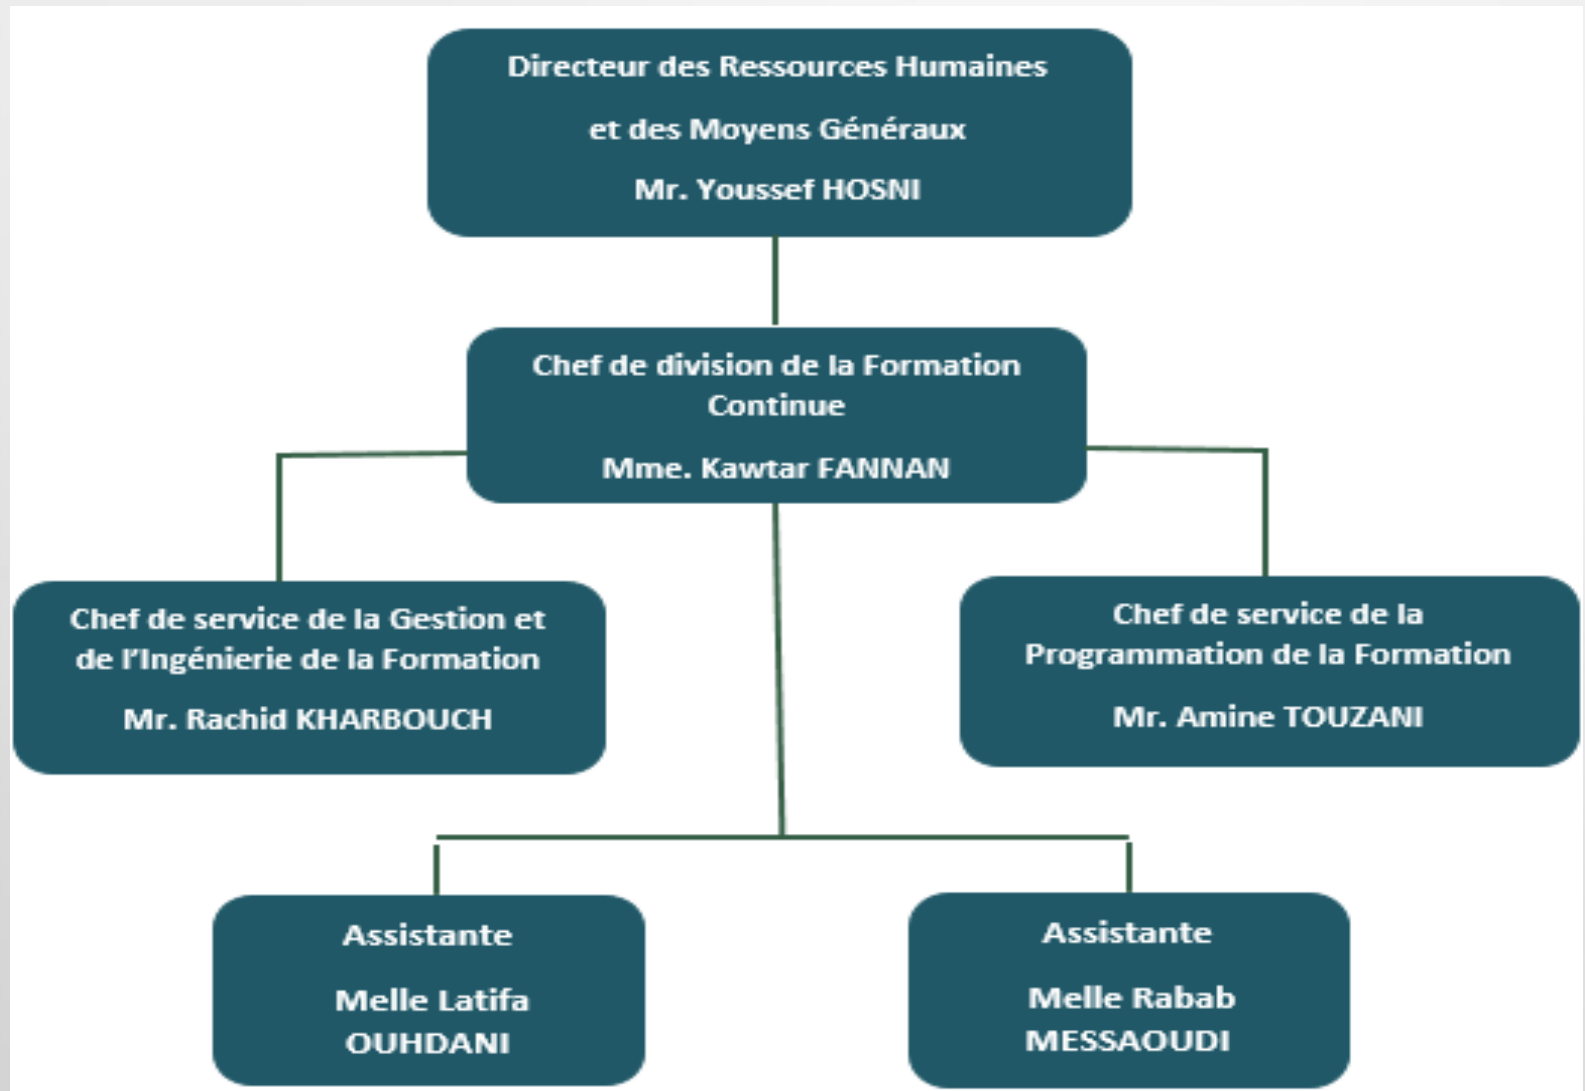 Directeur des Ressources Humaines
et des Moyens Généraux
Mr. Youssef HOSNI
Chef de division de la Formation
Continue
Mme. Kawtar FANNAN
Chef de service de la Gestion et
de l'Ingénierie de la Formation
Mr. Rachid KHARBOUCH
Chef de service de la
Programmation de la Formation
Mr. Amine TOUZANI
Assistante
Melle Latifa
OUHDANI
Assistante
Melle Rabab
MESSAOUDI